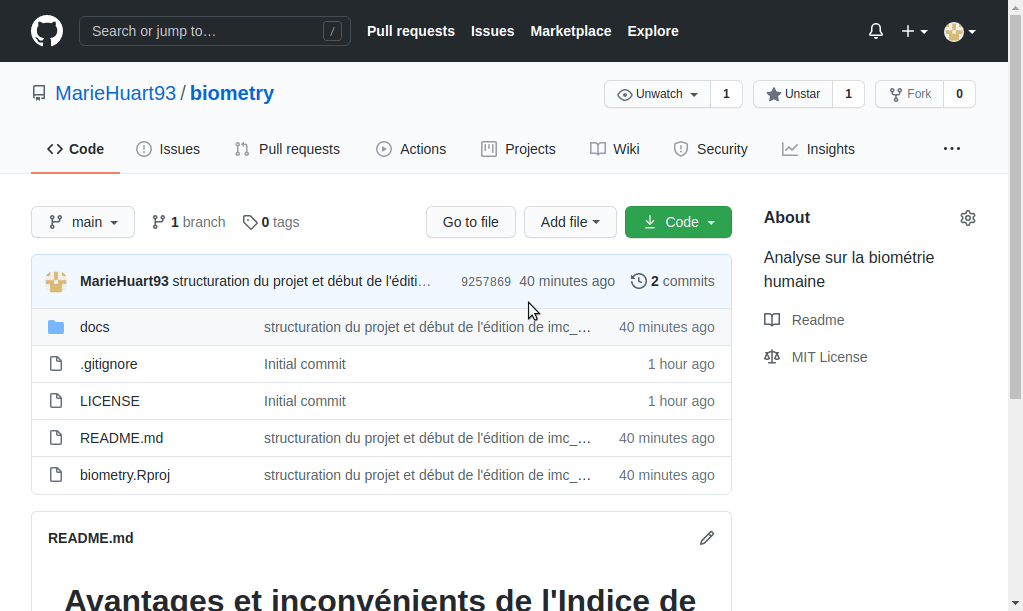 Search or jump to… /
Pull requests Issues Marketplace Explore
MarieHuart93 / biometry
Unwatch 1 Unstar 1 Fork 0
Code Issues Pull requests Actions Projects Wiki Security Insights
main 1 branch 0 tags Go to file Add file Code
MarieHuart93 structuration du projet et début de l'éditi… 9257869 40 minutes ago 2 commits
docs structuration du projet et début de l'édition de imc_… 40 minutes ago
.gitignore Initial commit 1 hour ago
LICENSE Initial commit 1 hour ago
README.md structuration du projet et début de l'édition de imc_… 40 minutes ago
biometry.Rproj structuration du projet et début de l'édition de imc_… 40 minutes ago
README.md
Avantages et inconvénients de l'Indice de
About
Analyse sur la biométrie
humaine
Readme
MIT License